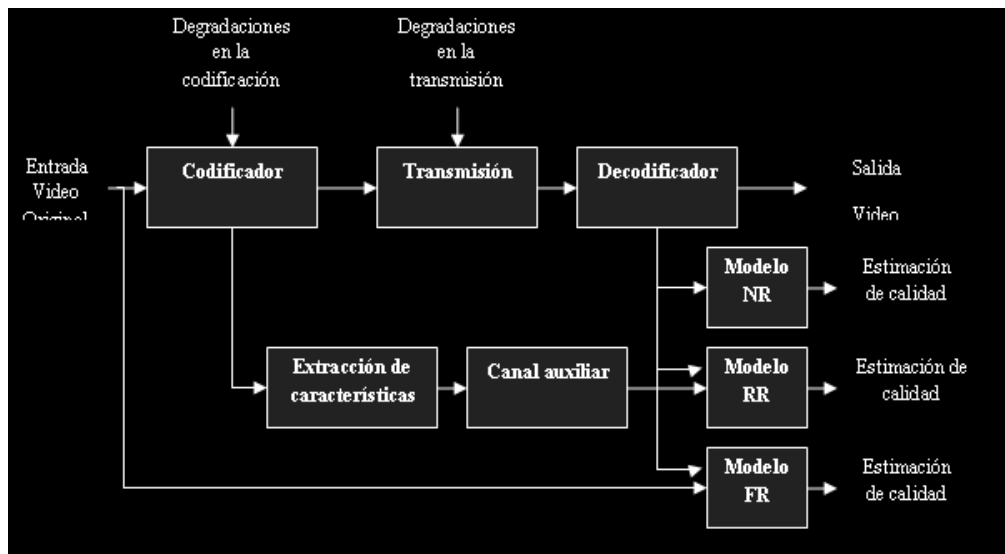 Degradaciones
en la
codificación
Degradaciones
en la
transmisión
Entrada
Video
Original
Codificador
Transmisión
Decodificador
Salida
Video
Modelo
NR
Estimación
de calidad
Extracción de
características
Canal auxiliar
Modelo
RR
Estimación de
calidad
Modelo
FR
Estimación
de calidad